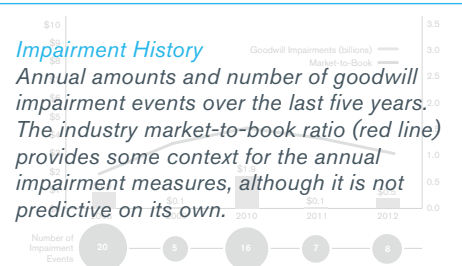 $10
3.5
Impairment History
Goodwill Impairments (billions)
3.0
$8
Market-to-Book
Annual amounts and number of goodwill
impairment events over the last five years.
2.0
The industry market-to-book ratio (red line)
provides some context for the annual
1.0
$2
$1.9
impairment measures, although it is not
0.5
$0.1
$0.1
predictive on its own.
2010
2011
2012
0.0
Number of
Impairment
Events
20
5
16
7
8